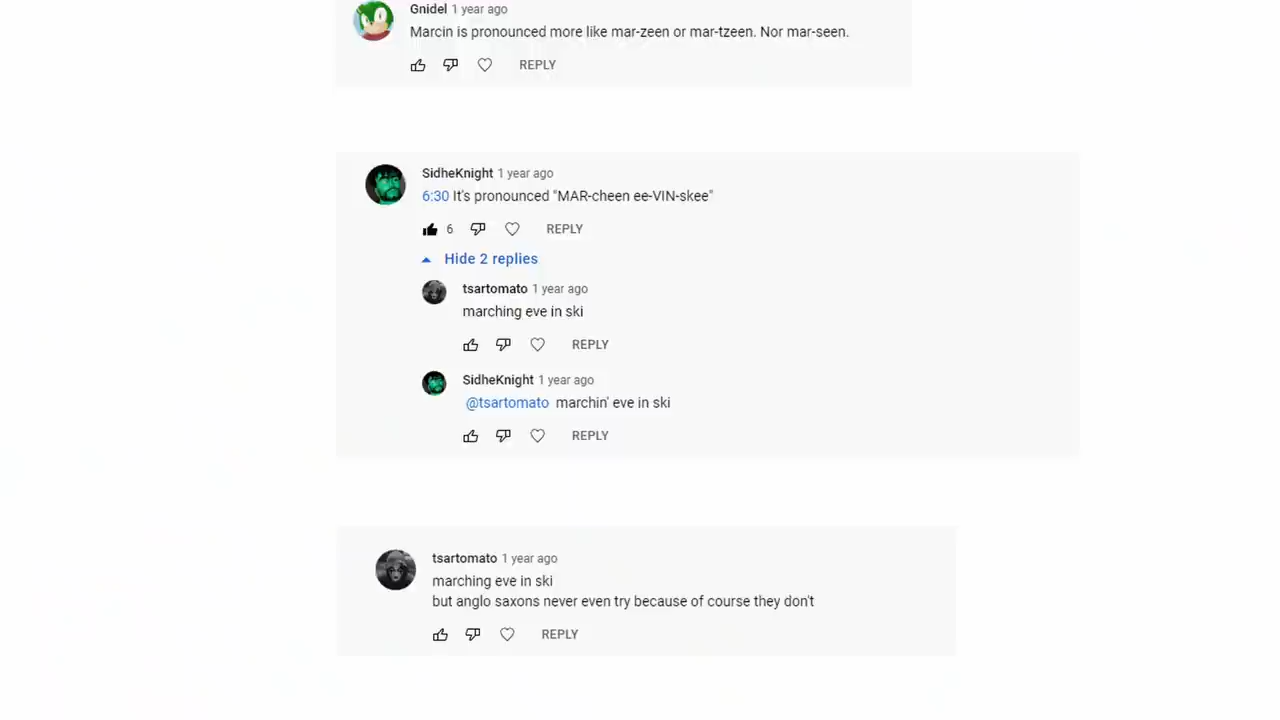 Gnidel 1 year ago
Marcin is pronounced more like mar-zeen or mar-tzeen. Nor mar-seen.
REPLY
SidheKnight 1 year ago
6:30 It's pronounced "MAR-cheen ee-VIN-skee"
6 REPLY
Hide 2 replies
tsartomato 1 year ago
marching eve in ski
REPLY
SidheKnight 1 year ago
@tsartomato marchin' eve in ski
REPLY
tsartomato 1 year ago
marching eve in ski
but anglo saxons never even try because of course they don't
REPLY